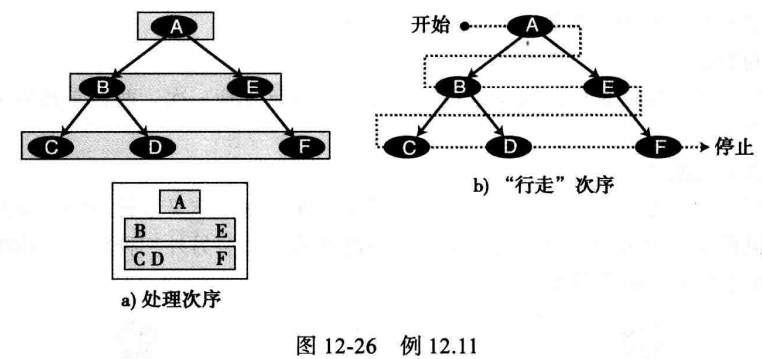 A
B E
C D F
A
B E
C D F
a) 处理次序
开始 A
B E
C D F 停止
b) “行走”次序
图 12-26 例 12.11